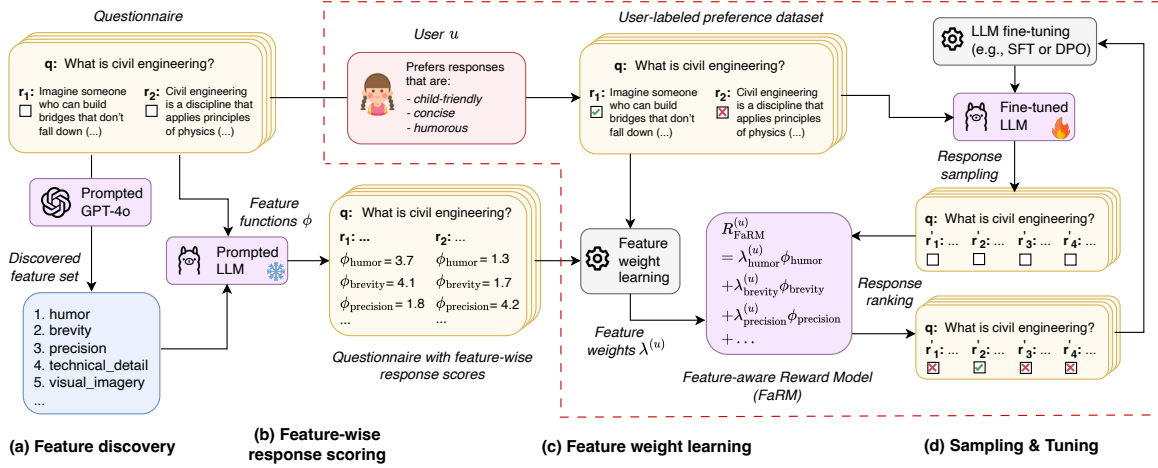 Questionnaire
q: What is civil engineering?
r1: Imagine someone
who can build
bridges that don't
fall down (...)
r2: Civil engineering
is a discipline that
applies principles
of physics (...)
User u
Prefers responses
that are:
- child-friendly
- concise
- humorous
User-labeled preference dataset
q: What is civil engineering?
r1: Imagine someone
who can build
bridges that don't
fall down (...)
r2: Civil engineering
is a discipline that
applies principles
of physics (...)
LLM fine-tuning
(e.g., SFT or DPO)
Fine-tuned
LLM
Response
sampling
Prompted
GPT-4o
Discovered
feature set
1. humor
2. brevity
3. precision
4. technical_detail
5. visual_imagery
...
Feature
functions ϕ
Prompted
LLM
q: What is civil engineering?
r1: ... r2: ...
ϕhumor = 3.7 ϕhumor = 1.3
ϕbrevity = 4.1 ϕbrevity = 1.7
ϕprecision = 1.8 ϕprecision = 4.2
...
Questionnaire with feature-wise
response scores
Feature
weight
learning
Feature
weights λ(u)
R(u)FaRM
= λ(u)humor ϕhumor
+λ(u)brevity ϕbrevity
+λ(u)precision ϕprecision
+ . . .
Feature-aware Reward Model
(FaRM)
q: What is civil engineering?
r'1: ... r'2: ... r'3: ... r'4: ...
Response
ranking
q: What is civil engineering?
r'1: ... r'2: ... r'3: ... r'4: ...
(a) Feature discovery
(b) Feature-wise
response scoring
(c) Feature weight learning
(d) Sampling & Tuning